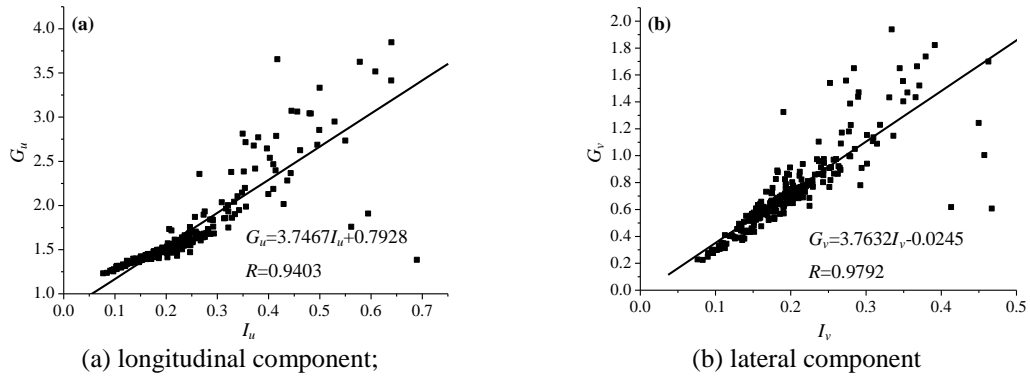 (a)
4.0
3.5
3.0
2.5
2.0
1.5
1.0
G_u
G_u=3.7467I_u+0.7928
R=0.9403
0.0 0.1 0.2 0.3 0.4 0.5 0.6 0.7
I_u
(a) longitudinal component;
(b)
2.0
1.8
1.6
1.4
1.2
1.0
0.8
0.6
0.4
0.2
0.0
G_v
G_v=3.7632I_v-0.0245
R=0.9792
0.0 0.1 0.2 0.3 0.4 0.5
I_v
(b) lateral component